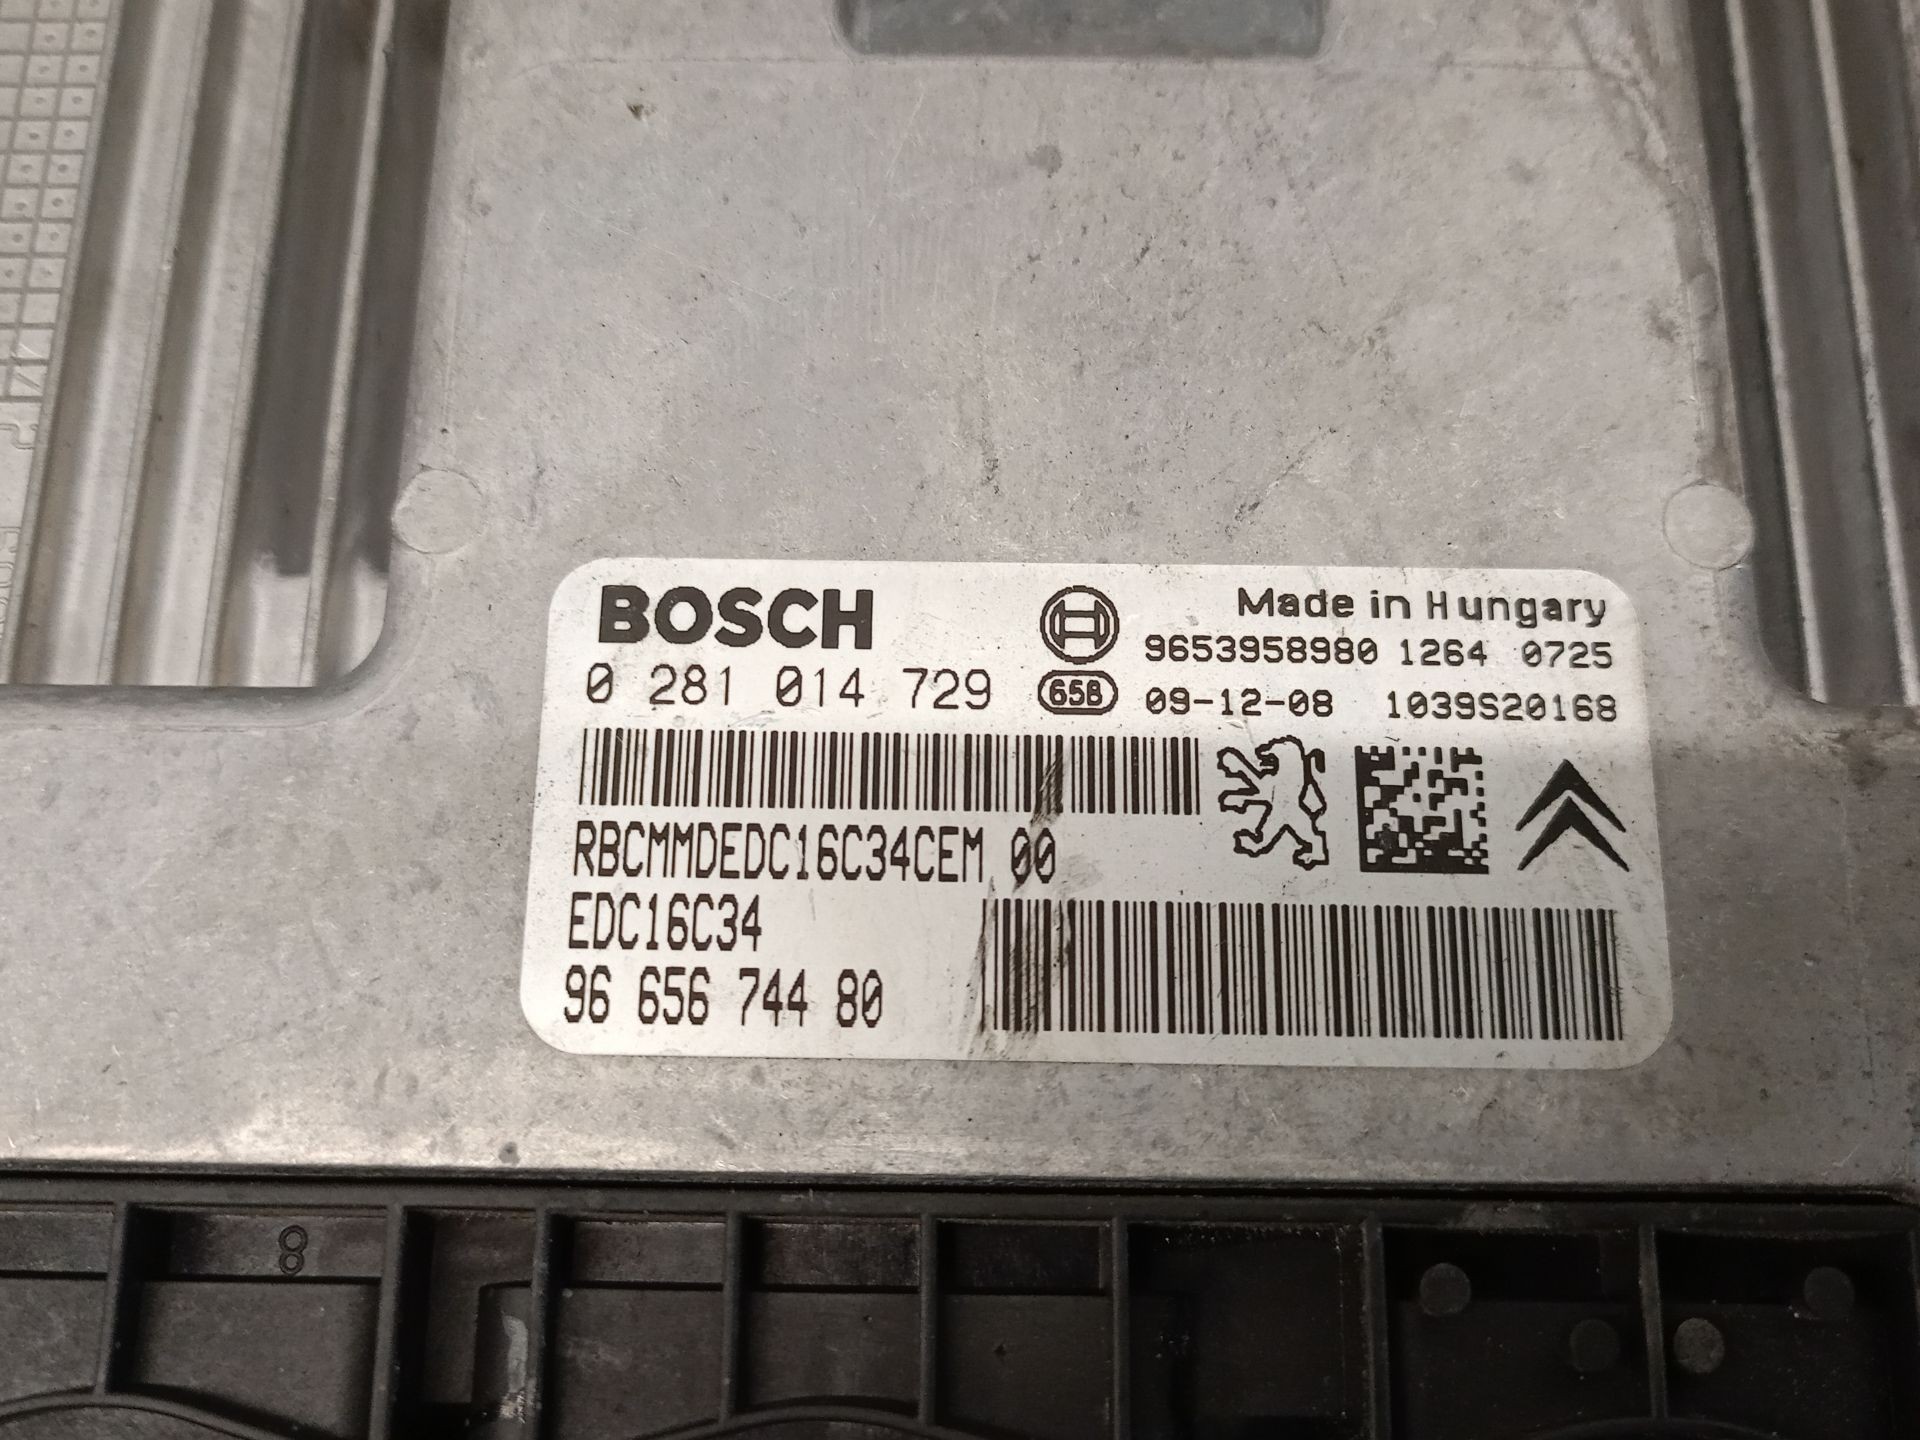 BOSCH
Made in Hungary
9653958980 1264 0725
0 281 014 729
658 09-12-08 1039S20168
RBCMMDEDC16C34CEM 00
EDC16C34
96 656 744 80
8